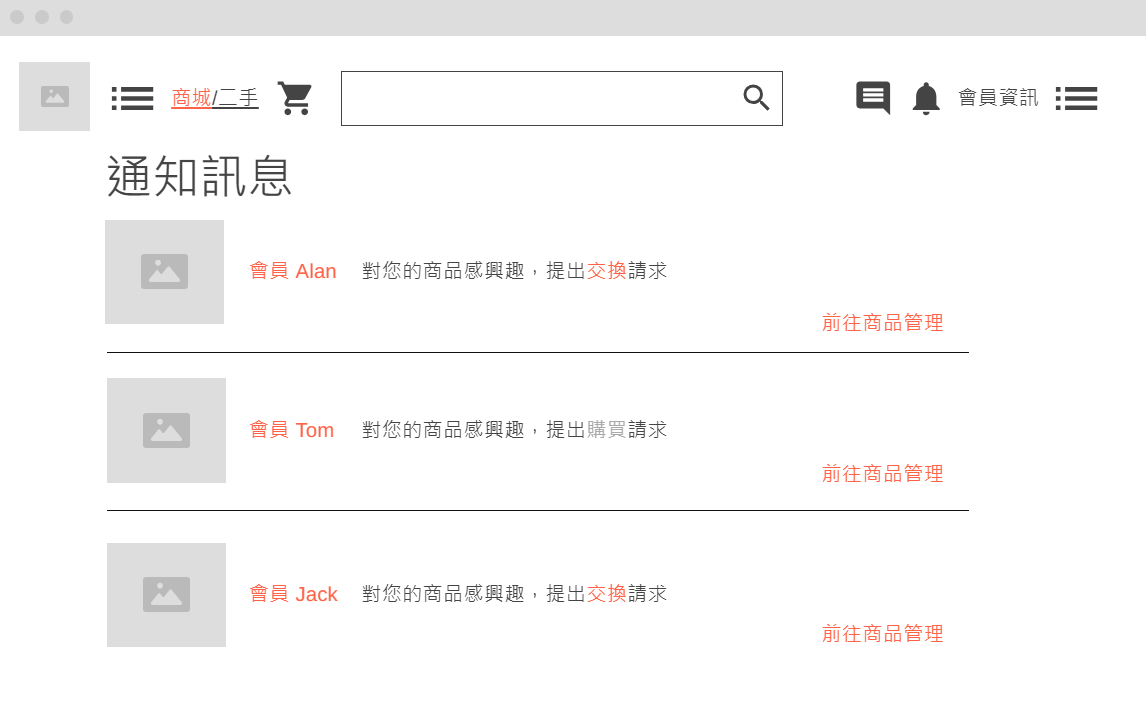 商城/二手
會員資訊
通知訊息
會員 Alan 對您的商品感興趣，提出交換請求
前往商品管理
會員 Tom 對您的商品感興趣，提出購買請求
前往商品管理
會員 Jack 對您的商品感興趣，提出交換請求
前往商品管理